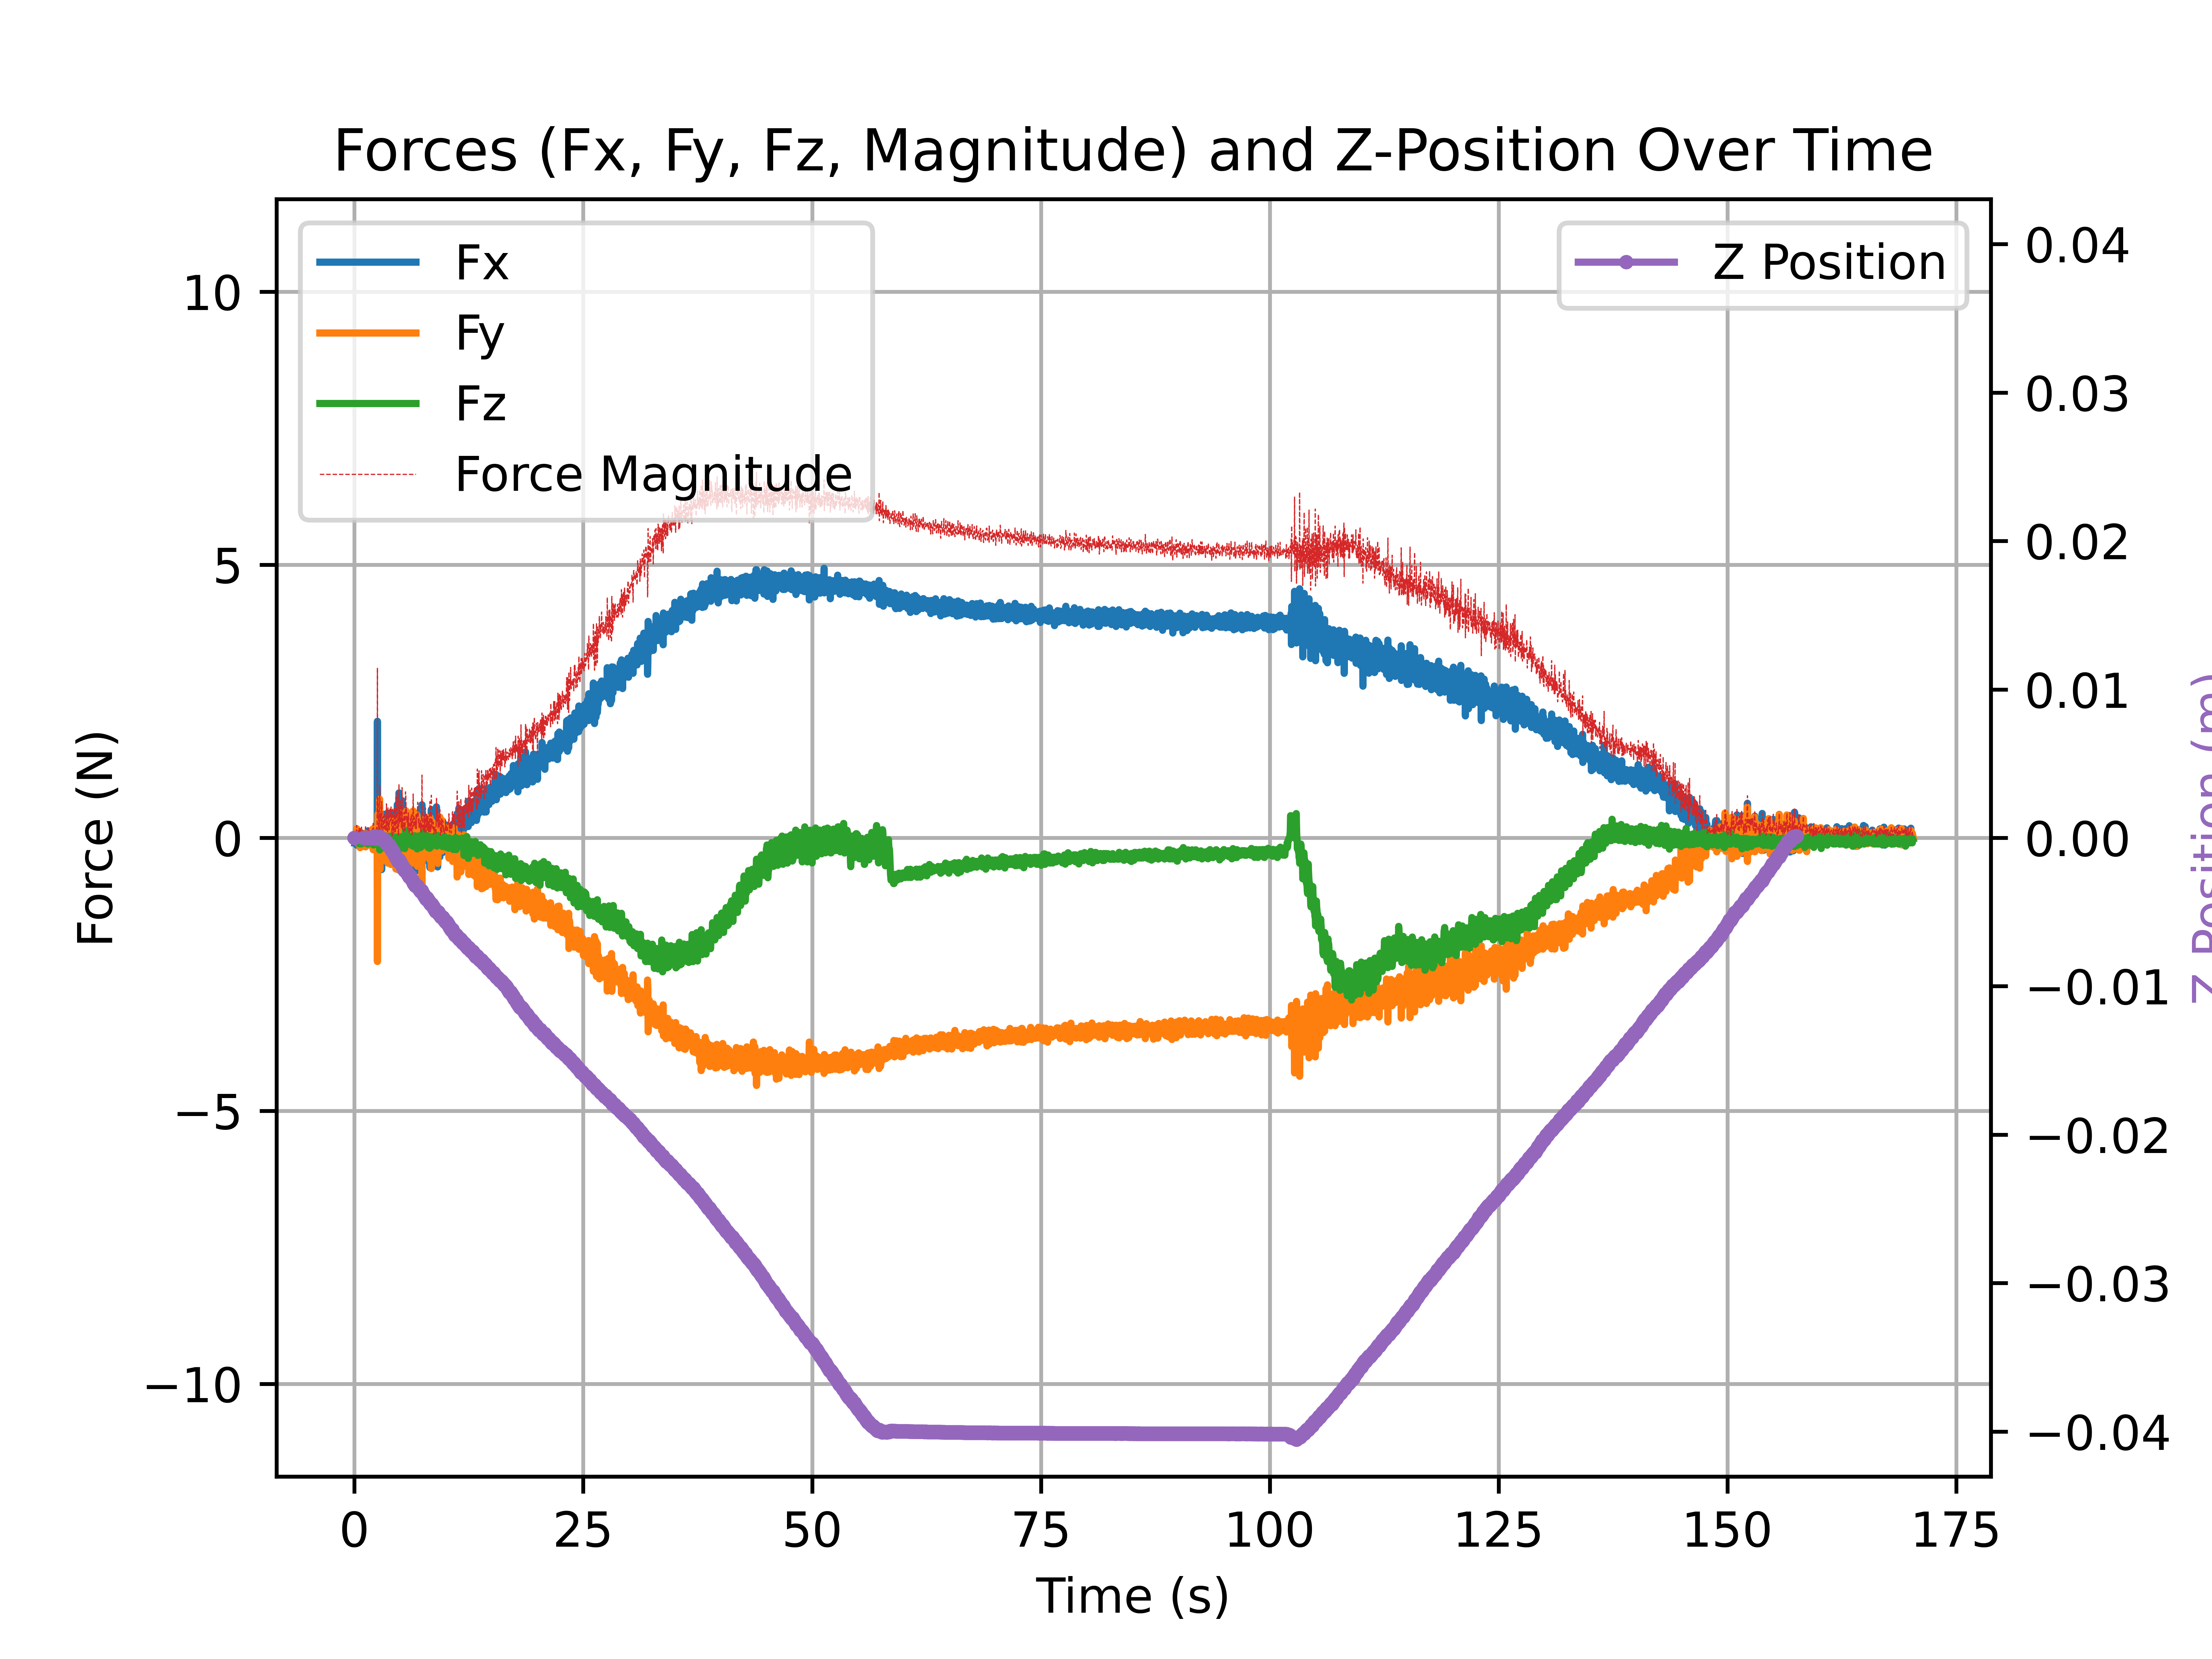 Forces (Fx, Fy, Fz, Magnitude) and Z-Position Over Time
Fx
Fy
Fz
Force Magnitude
Z Position
10
5
0
−5
−10
Force (N)
0.04
0.03
0.02
0.01
0.00
−0.01
−0.02
−0.03
−0.04
Z Position (m)
0 25 50 75 100 125 150 175
Time (s)